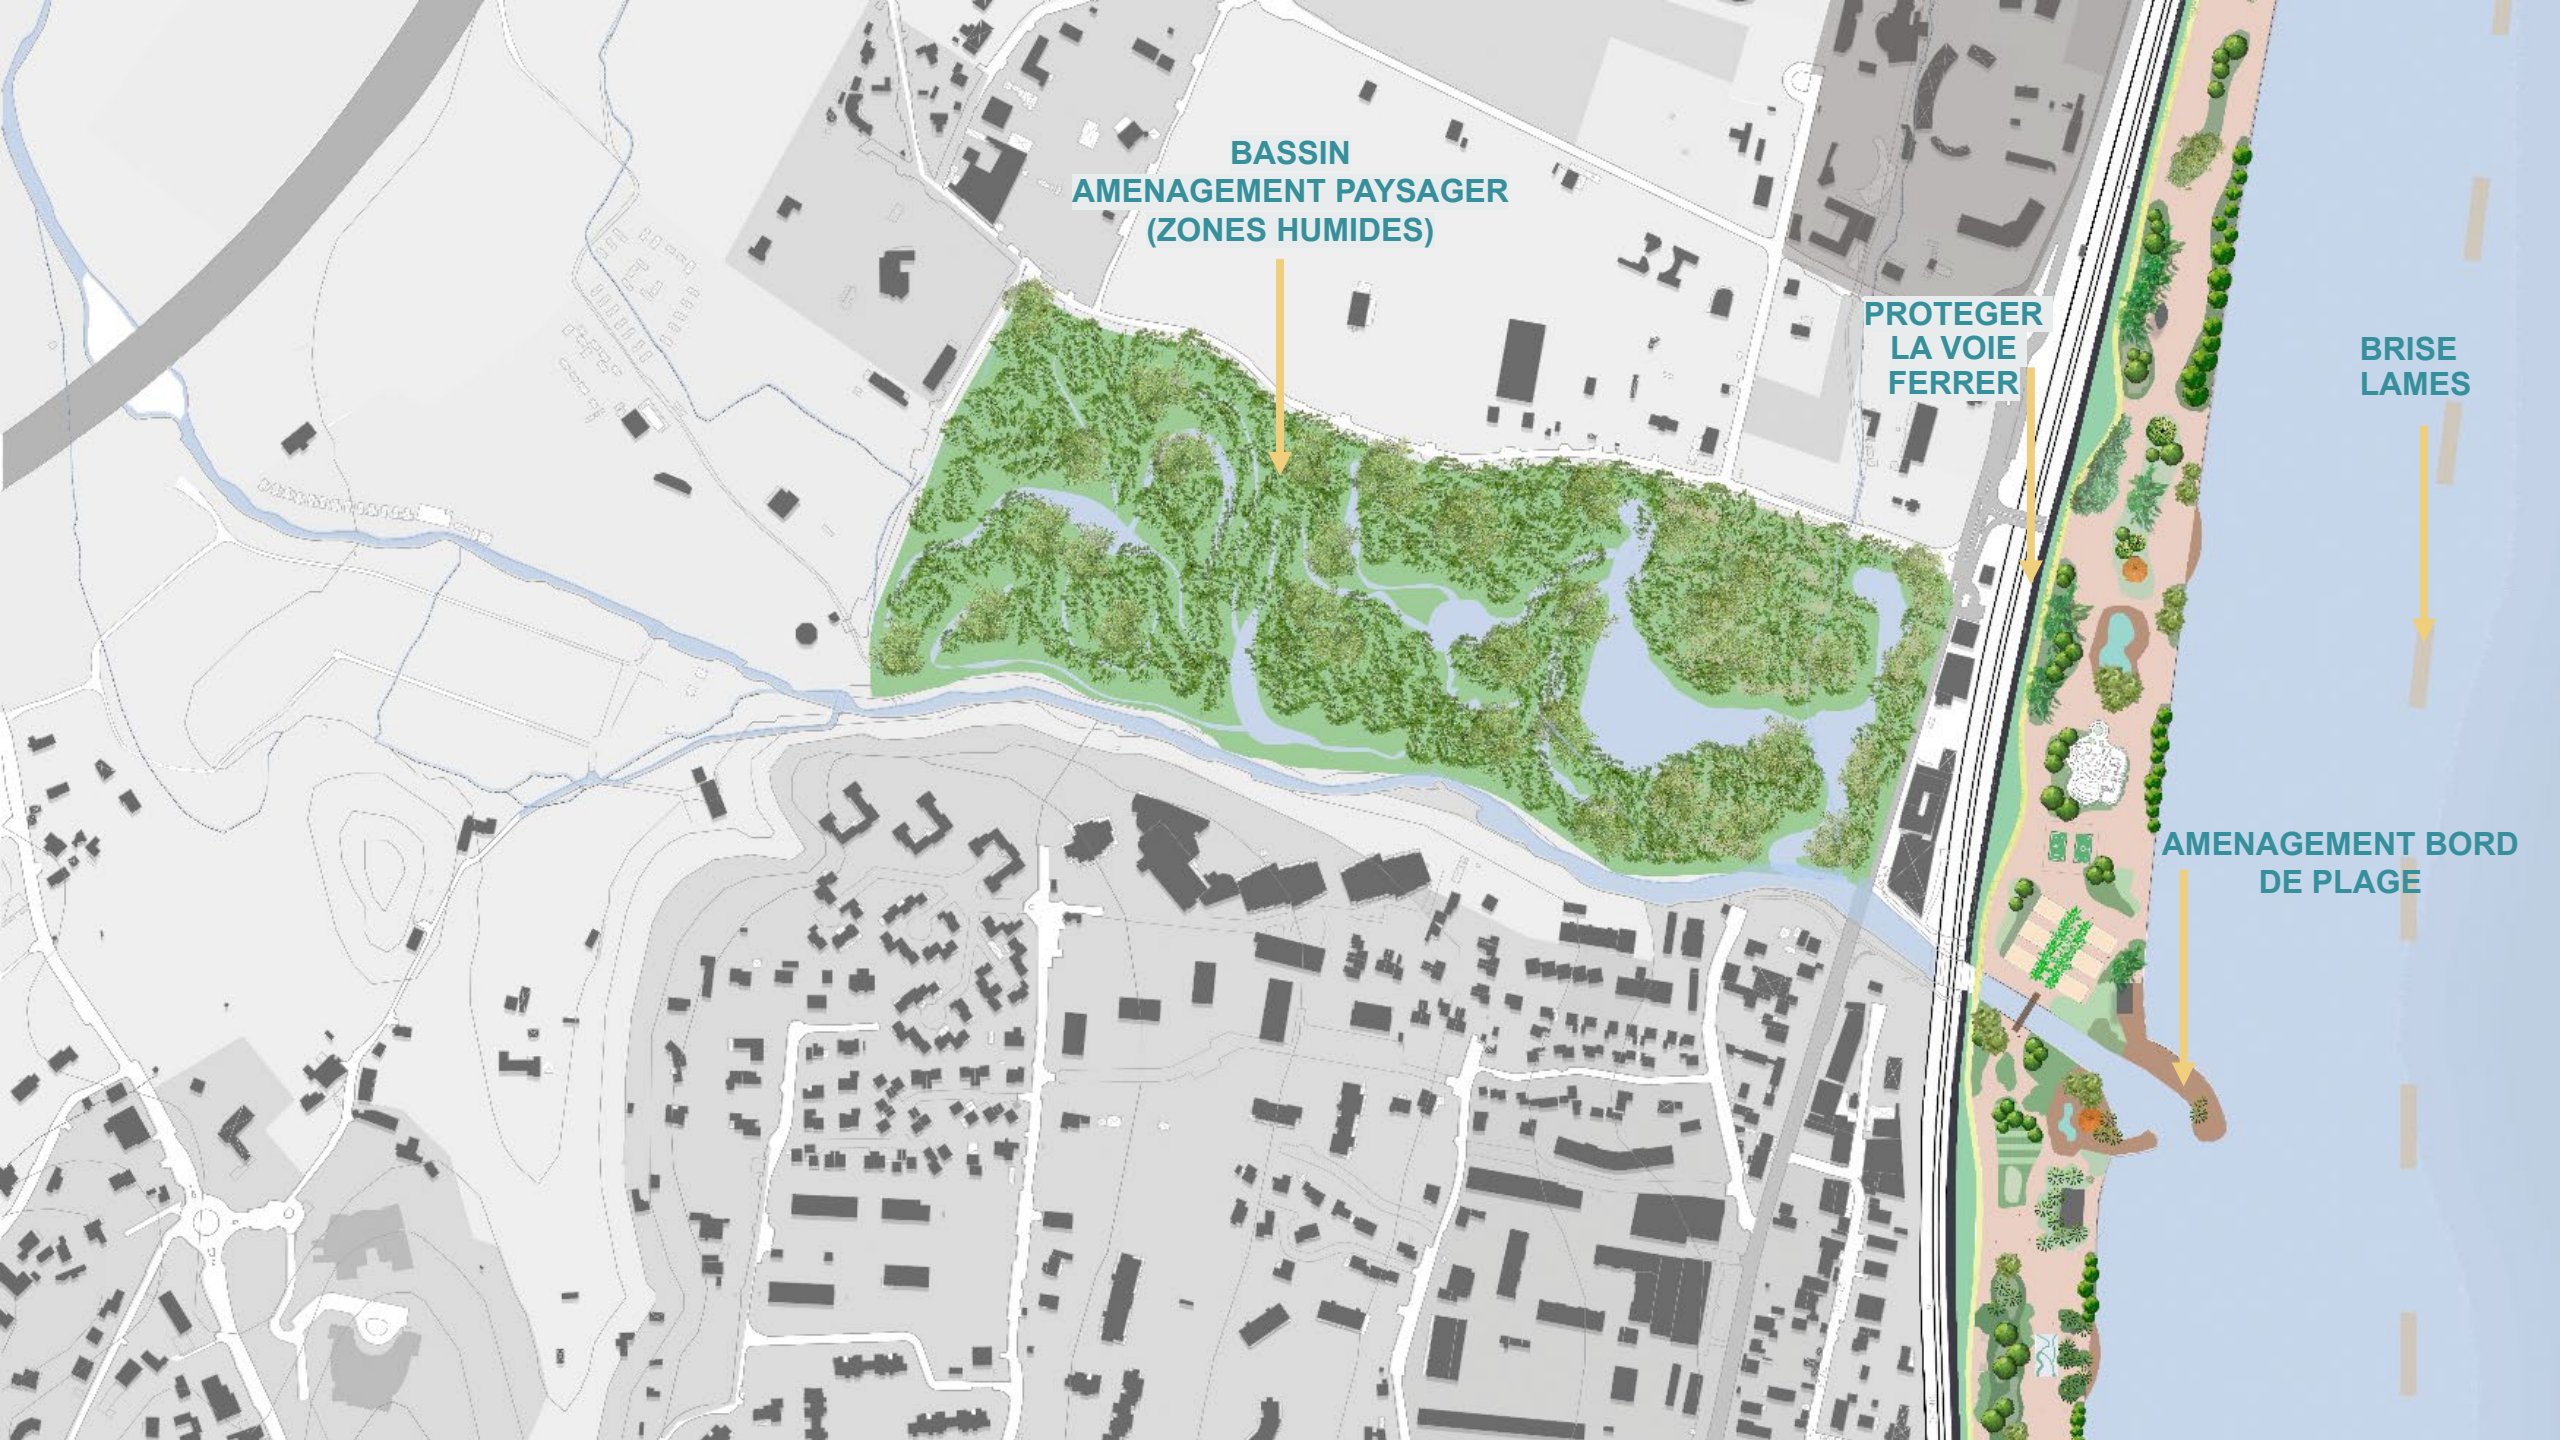 BASSIN
AMENAGEMENT PAYSAGER
(ZONES HUMIDES)
PROTEGER
LA VOIE
FERRER
BRISE
LAMES
AMENAGEMENT BORD
DE PLAGE